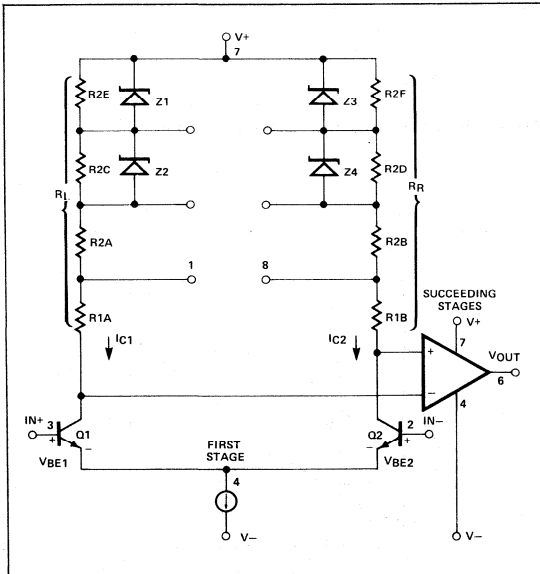 V+
7
R2E
Z1
Z3
R2F
R2C
Z2
Z4
R2D
RL
RR
R2A
R2B
1
8
R1A
R1B
SUCCEEDING
STAGES
IC1
IC2
V+
7
+
VOUT
6
−
4
IN+
3
+
Q1
−
VBE1
Q2
2
IN−
+
−
VBE2
FIRST
STAGE
4
V−
V−